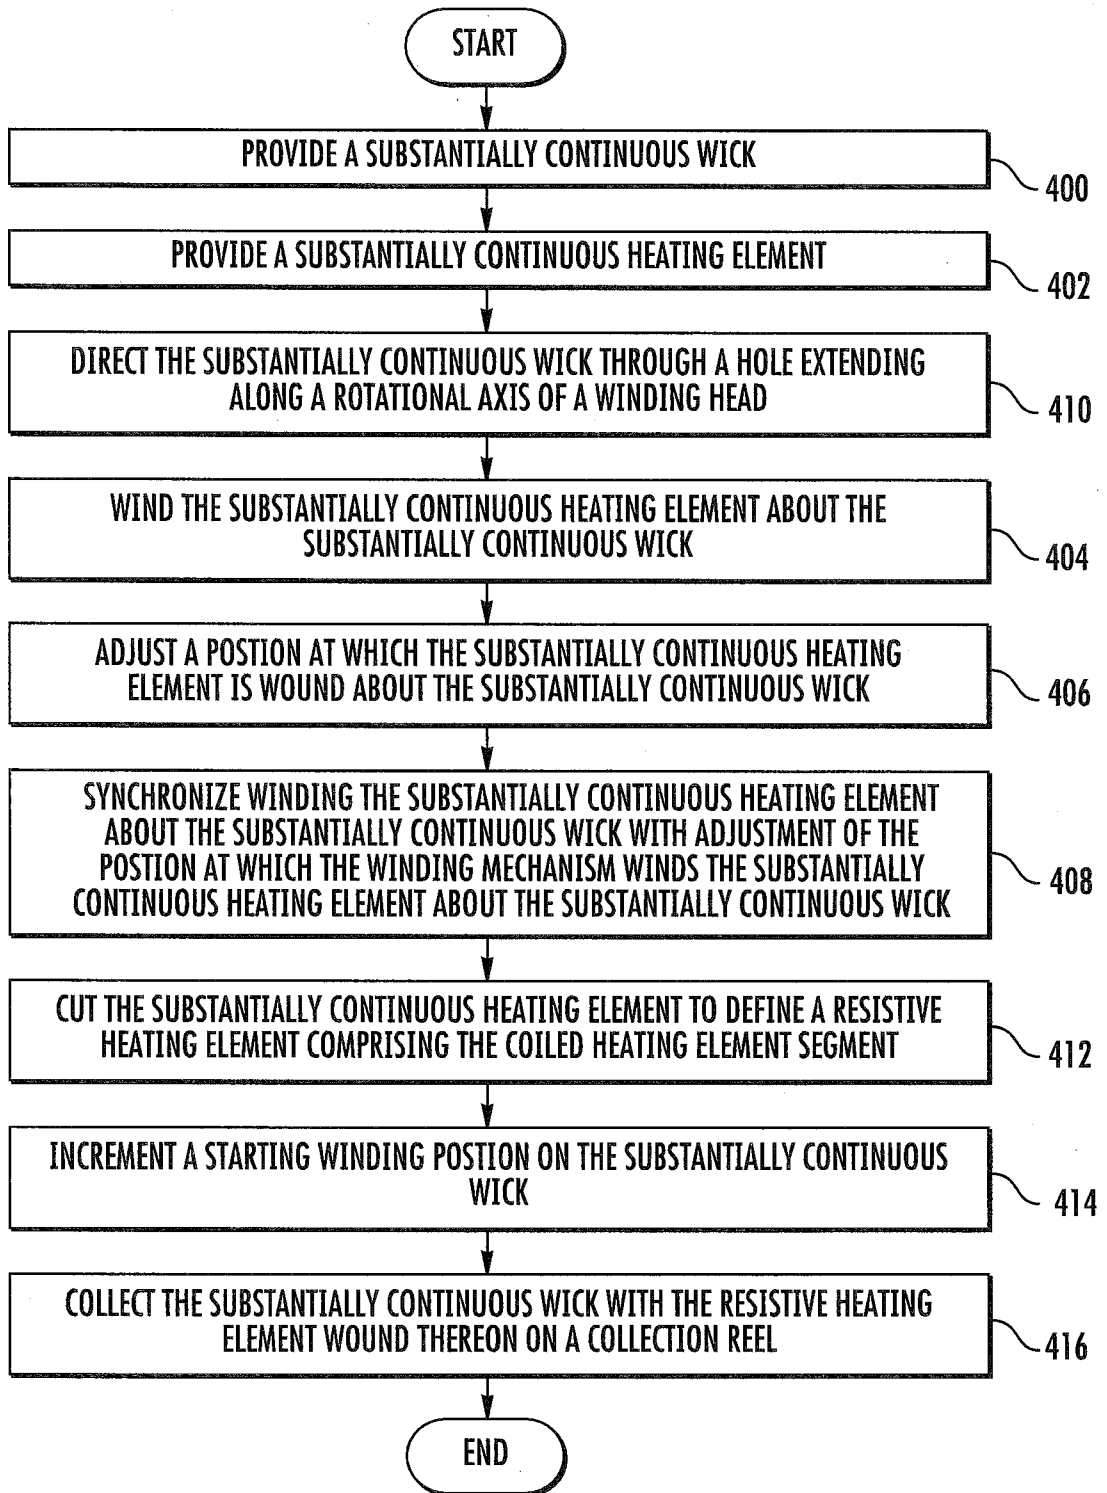 START
PROVIDE A SUBSTANTIALLY CONTINUOUS WICK
400
PROVIDE A SUBSTANTIALLY CONTINUOUS HEATING ELEMENT
402
DIRECT THE SUBSTANTIALLY CONTINUOUS WICK THROUGH A HOLE EXTENDING
ALONG A ROTATIONAL AXIS OF A WINDING HEAD
410
WIND THE SUBSTANTIALLY CONTINUOUS HEATING ELEMENT ABOUT THE
SUBSTANTIALLY CONTINUOUS WICK
404
ADJUST A POSTION AT WHICH THE SUBSTANTIALLY CONTINUOUS HEATING
ELEMENT IS WOUND ABOUT THE SUBSTANTIALLY CONTINUOUS WICK
406
SYNCHRONIZE WINDING THE SUBSTANTIALLY CONTINUOUS HEATING ELEMENT
ABOUT THE SUBSTANTIALLY CONTINUOUS WICK WITH ADJUSTMENT OF THE
POSTION AT WHICH THE WINDING MECHANISM WINDS THE SUBSTANTIALLY
CONTINUOUS HEATING ELEMENT ABOUT THE SUBSTANTIALLY CONTINUOUS WICK
408
CUT THE SUBSTANTIALLY CONTINUOUS HEATING ELEMENT TO DEFINE A RESISTIVE
HEATING ELEMENT COMPRISING THE COILED HEATING ELEMENT SEGMENT
412
INCREMENT A STARTING WINDING POSTION ON THE SUBSTANTIALLY CONTINUOUS
WICK
414
COLLECT THE SUBSTANTIALLY CONTINUOUS WICK WITH THE RESISTIVE HEATING
ELEMENT WOUND THEREON ON A COLLECTION REEL
416
END